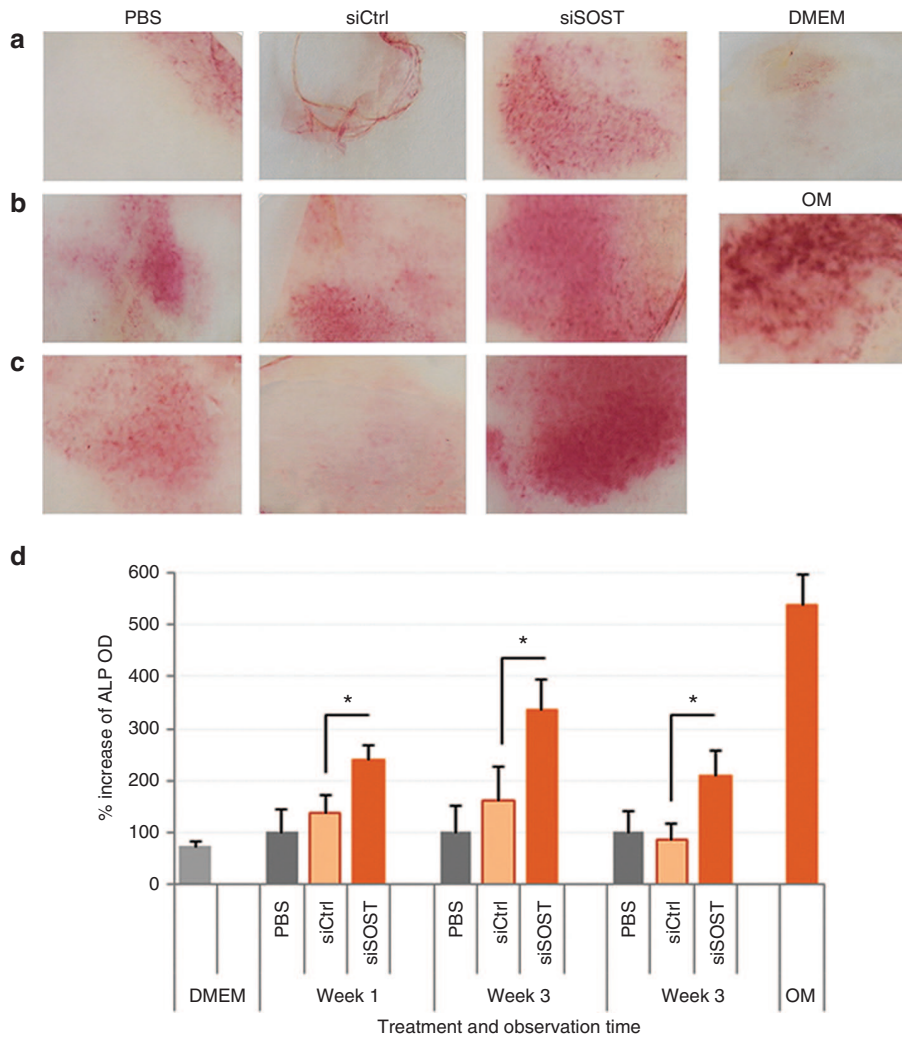 PBS siCtrl siSOST DMEM
a
b
OM
c
d
% increase of ALP OD
600
500
400
300
200
100
0
* * *
PBS siCtrl siSOST PBS siCtrl siSOST PBS siCtrl siSOST
DMEM Week 1 Week 3 Week 3 OM
Treatment and observation time